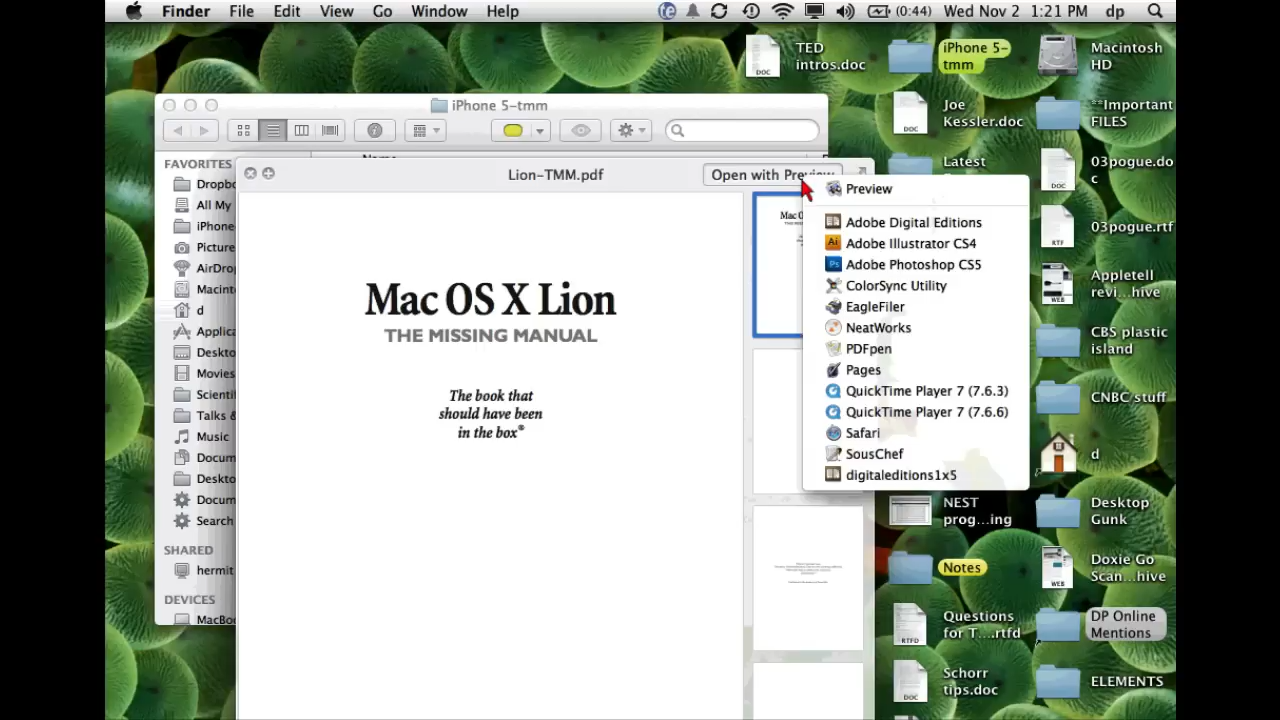 Finder File Edit View Go Window Help (0:44) Wed Nov 2 1:21 PM dp
TED
intros.doc
iPhone 5-
tmm
Macintosh
HD
Joe
Kessler.doc
**Important
FILES
Latest
03pogue.do
c
03pogue.rtf
Appletell
revi...hive
CBS plastic
island
CNBC stuff
d
NEST
prog...ing
Desktop
Gunk
Notes
Doxie Go
Scan...hive
Questions
for T....rtfd
DP Online
Mentions
Schorr
tips.doc
ELEMENTS
iPhone 5-tmm
FAVORITES
Dropbo
All My
iPhone
Picture
AirDrop
Macint
d
Applica
Deskto
Movies
Scienti
Talks &
Music
Docum
Deskto
Docum
Search
SHARED
hermit
DEVICES
MacBo
Lion-TMM.pdf
Open with Preview
Mac OS X Lion
THE MISSING MANUAL
The book that
should have been
in the box®
Preview
Adobe Digital Editions
Adobe Illustrator CS4
Adobe Photoshop CS5
ColorSync Utility
EagleFiler
NeatWorks
PDFpen
Pages
QuickTime Player 7 (7.6.3)
QuickTime Player 7 (7.6.6)
Safari
SousChef
digitaleditions1x5